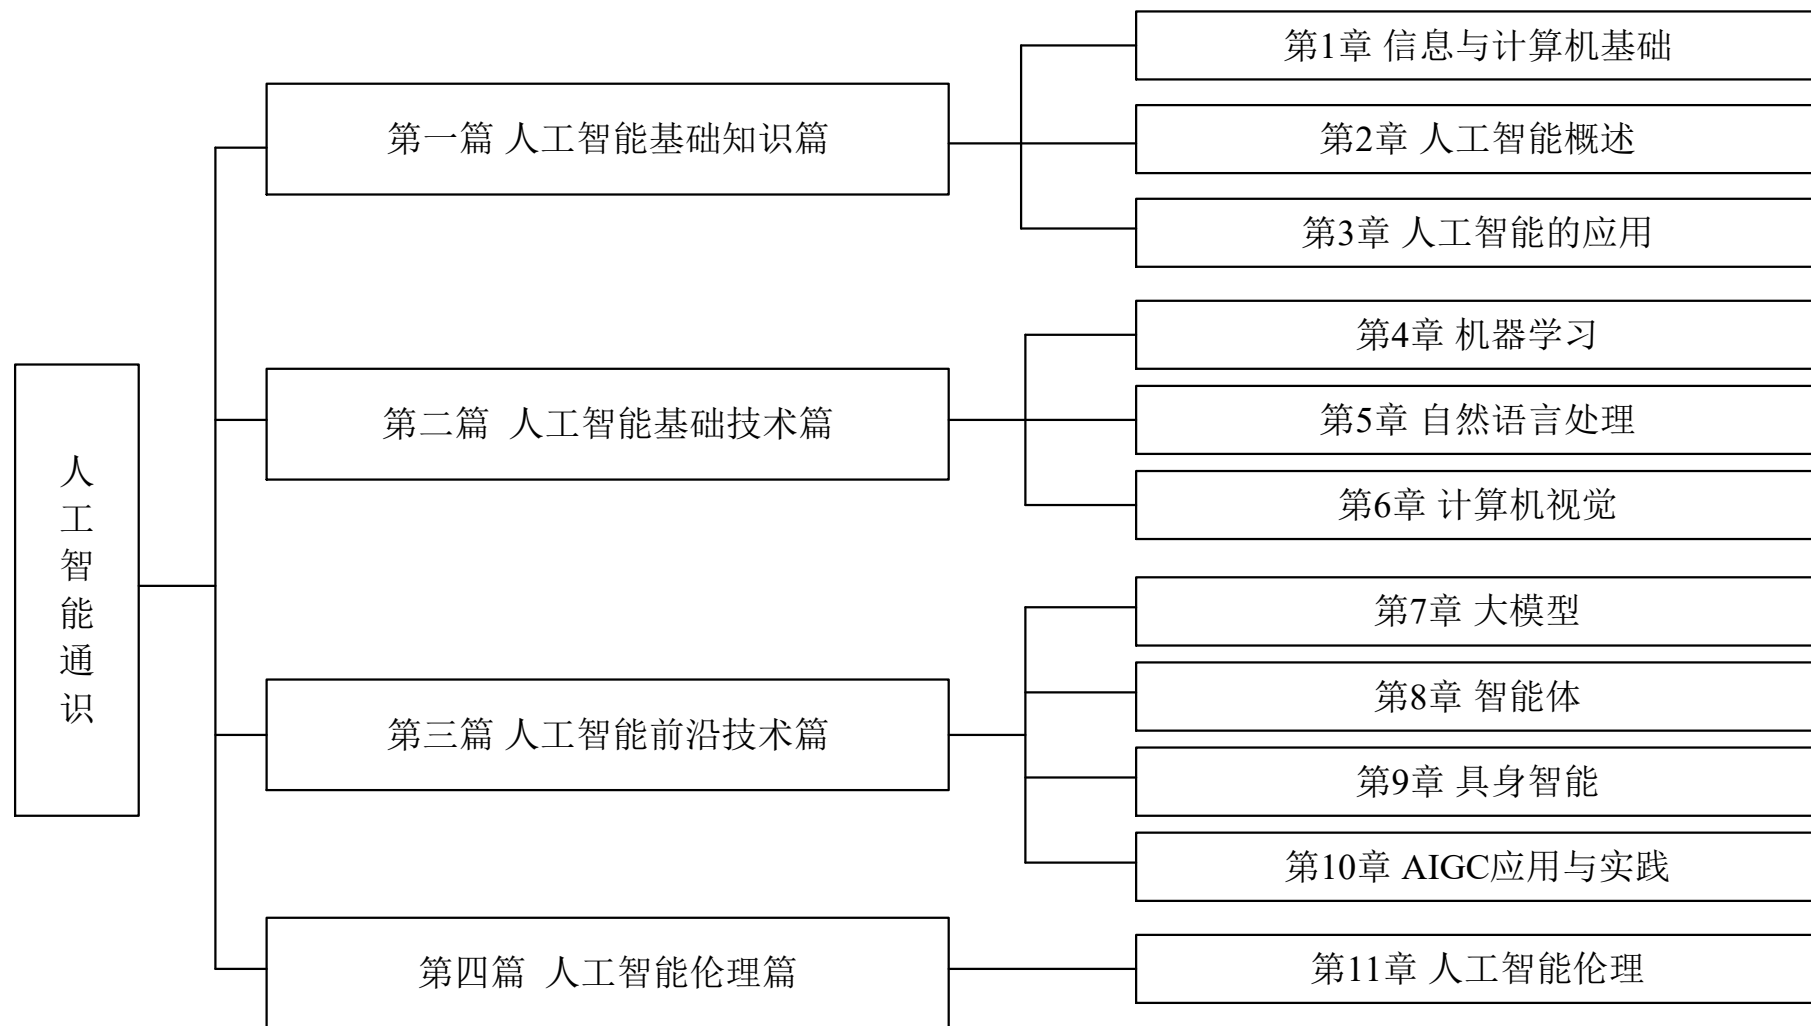 人工智能通识
第一篇 人工智能基础知识篇
第1章 信息与计算机基础
第2章 人工智能概述
第3章 人工智能的应用
第二篇 人工智能基础技术篇
第4章 机器学习
第5章 自然语言处理
第6章 计算机视觉
第三篇 人工智能前沿技术篇
第7章 大模型
第8章 智能体
第9章 具身智能
第10章 AIGC应用与实践
第四篇 人工智能伦理篇
第11章 人工智能伦理